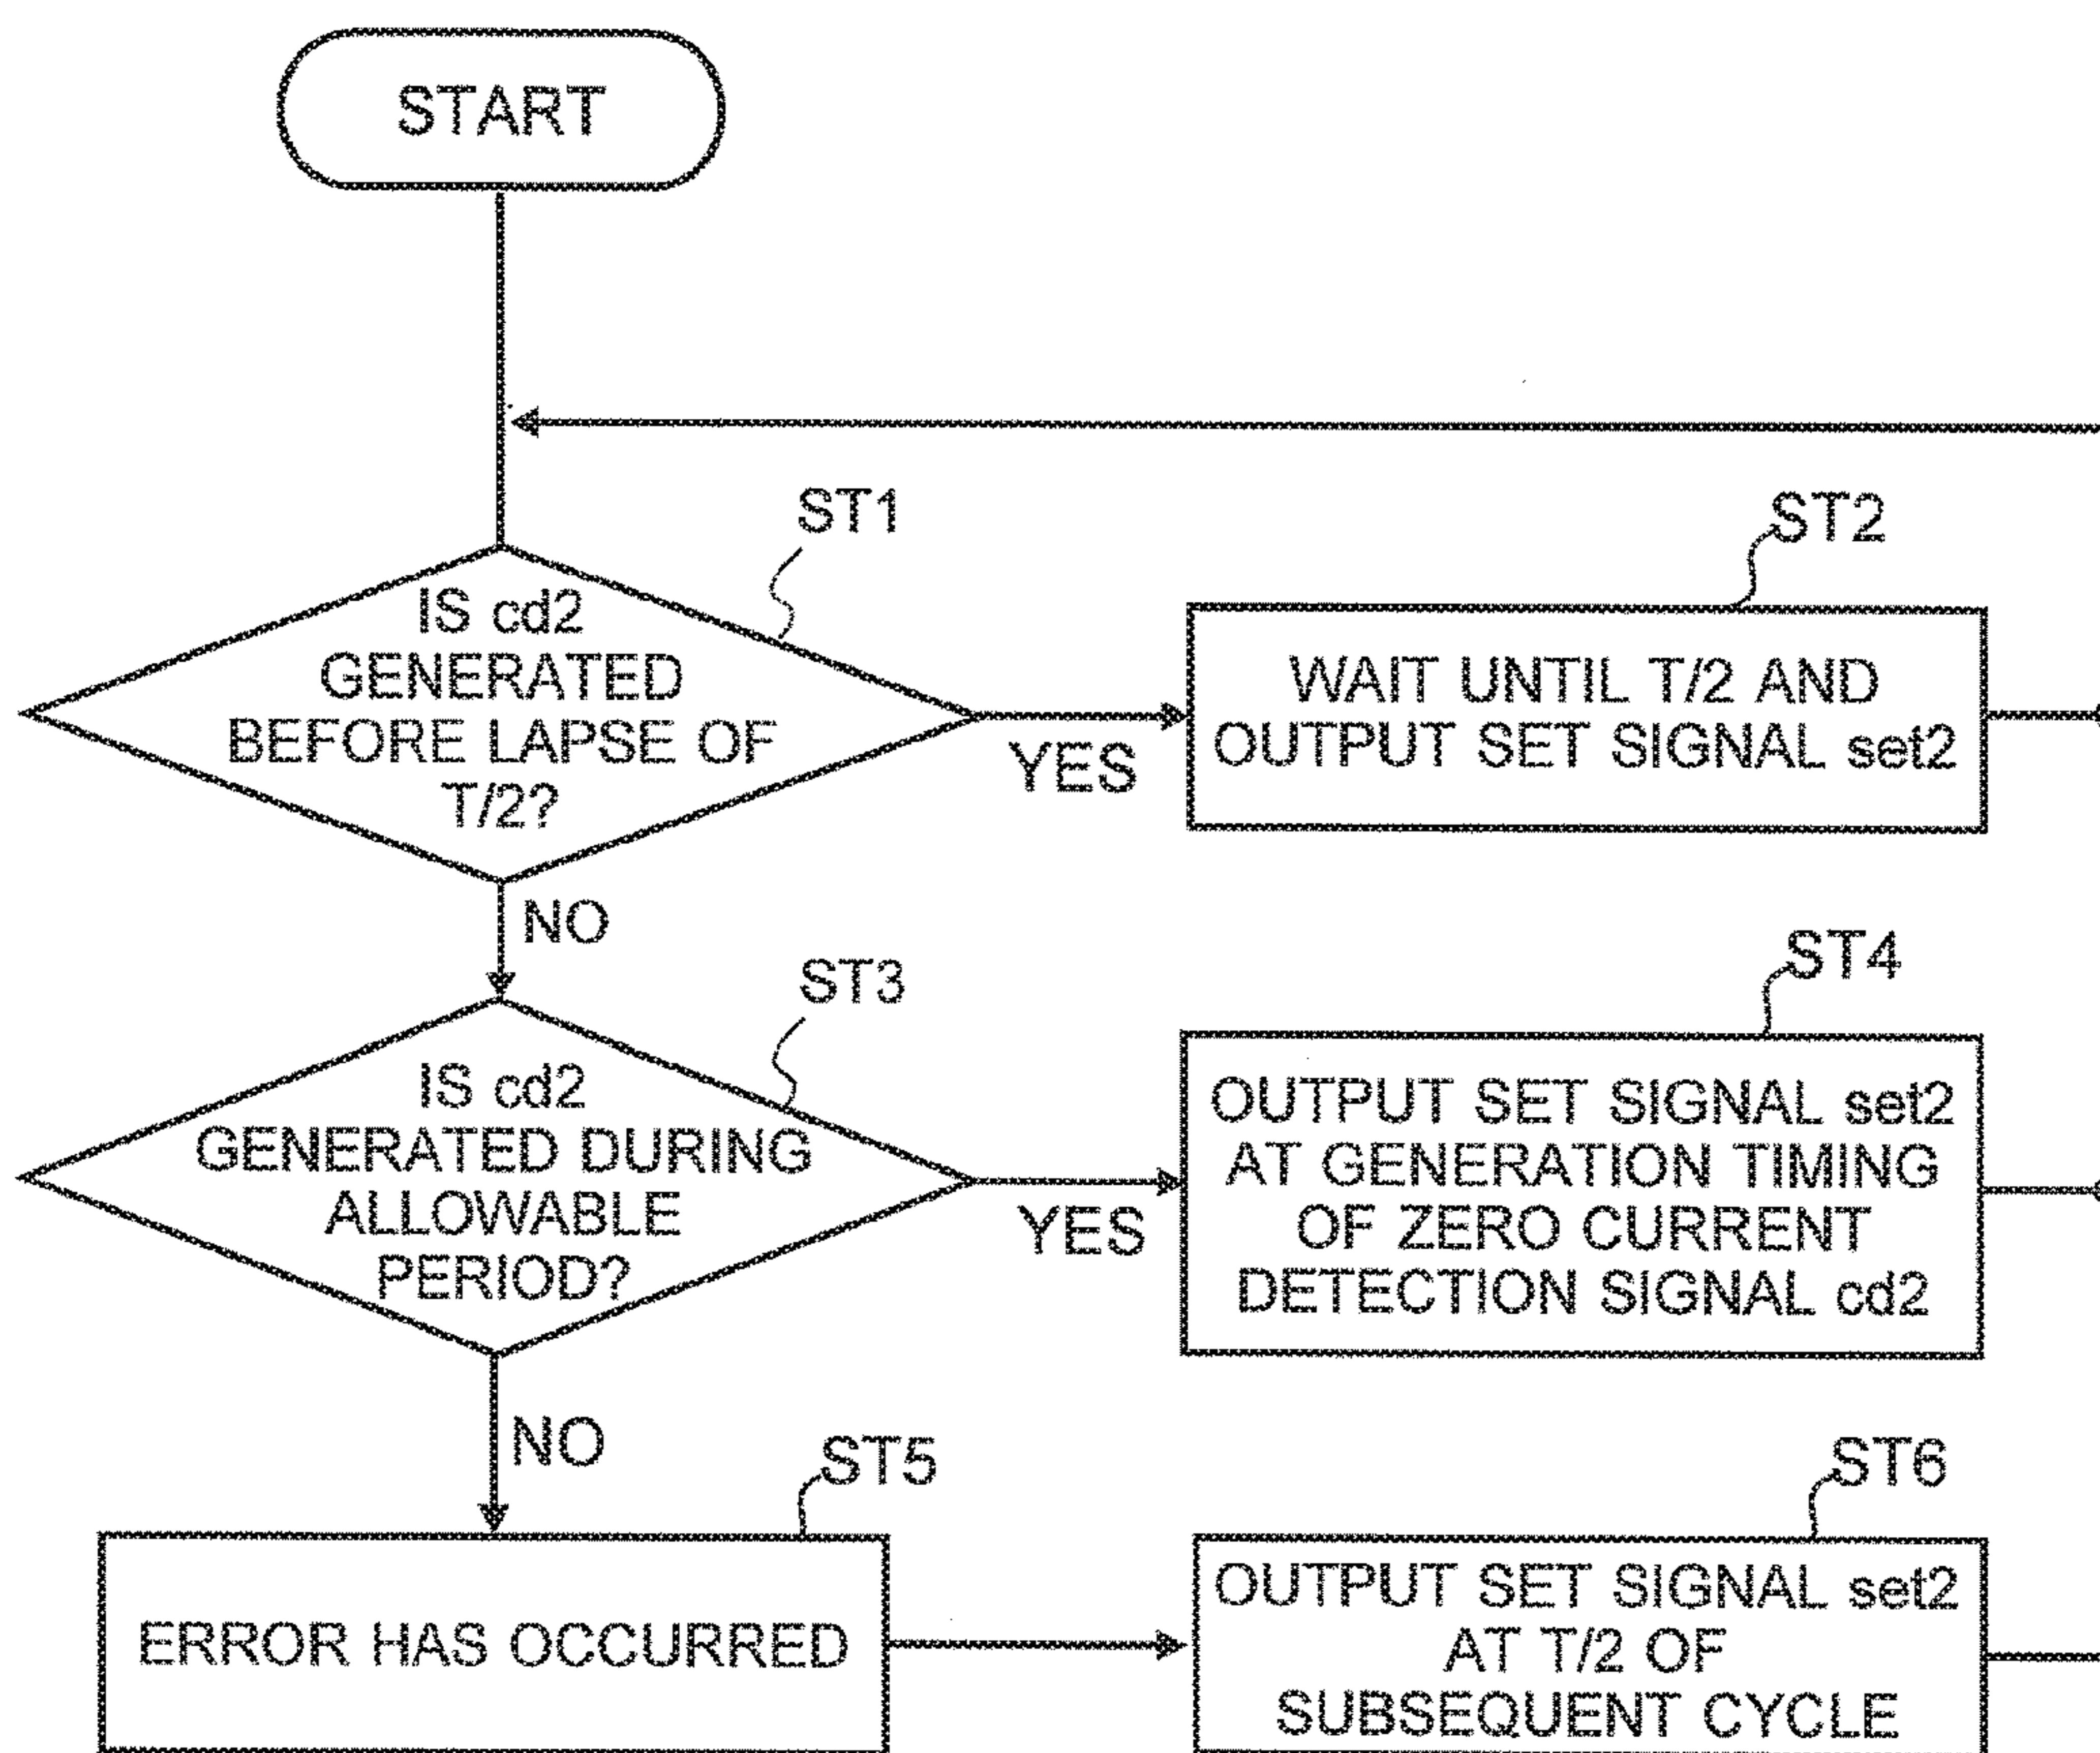 START
ST1
IS cd2
GENERATED
BEFORE LAPSE OF
T/2?
YES
ST2
WAIT UNTIL T/2 AND
OUTPUT SET SIGNAL set2
NO
ST3
IS cd2
GENERATED DURING
ALLOWABLE
PERIOD?
YES
ST4
OUTPUT SET SIGNAL set2
AT GENERATION TIMING
OF ZERO CURRENT
DETECTION SIGNAL cd2
NO
ST5
ERROR HAS OCCURRED
ST6
OUTPUT SET SIGNAL set2
AT T/2 OF
SUBSEQUENT CYCLE